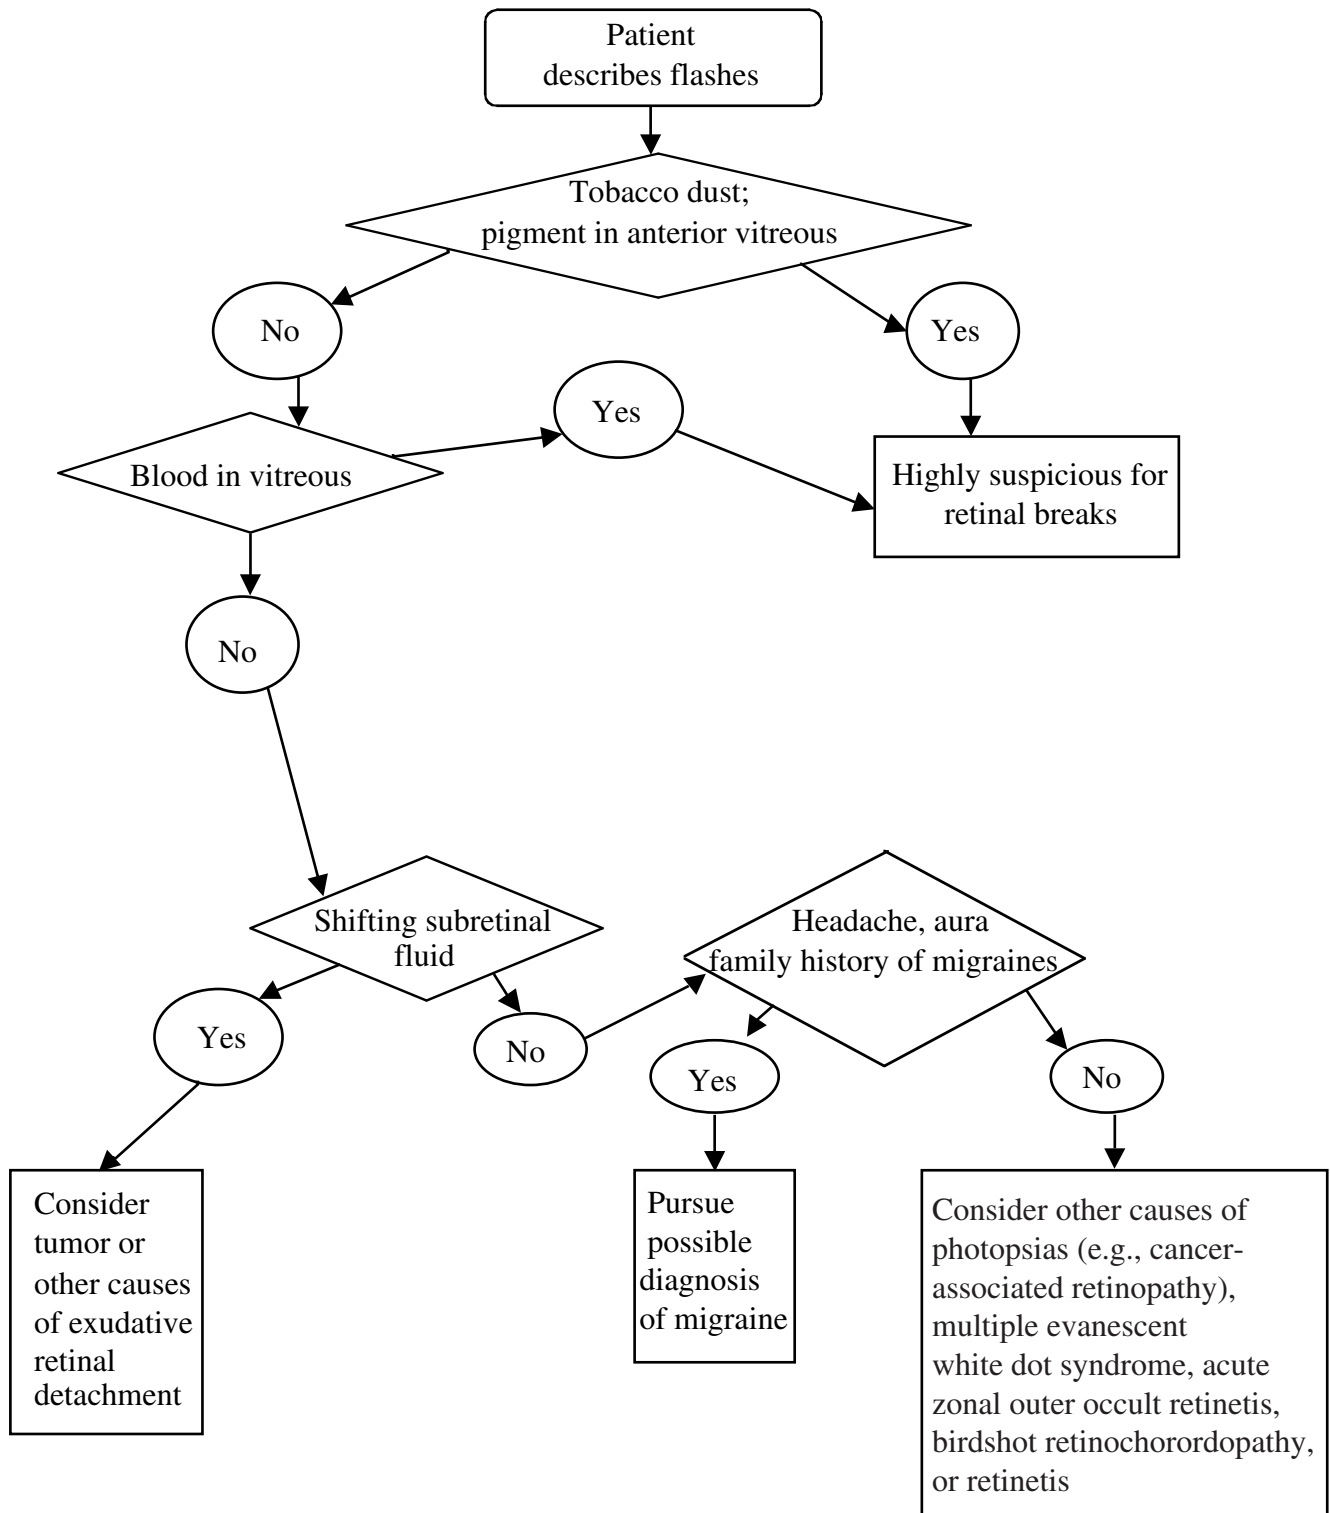 Patient
describes flashes
Tobacco dust;
pigment in anterior vitreous
No
Yes
Yes
Blood in vitreous
Highly suspicious for
retinal breaks
No
Shifting subretinal
fluid
Headache, aura
family history of migraines
Yes
No
Yes
No
Consider
tumor or
other causes
of exudative
retinal
detachment
Pursue
possible
diagnosis
of migraine
Consider other causes of
photopsias (e.g., cancer-
associated retinopathy),
multiple evanescent
white dot syndrome, acute
zonal outer occult retinetis,
birdshot retinochorordopathy,
or retinetis